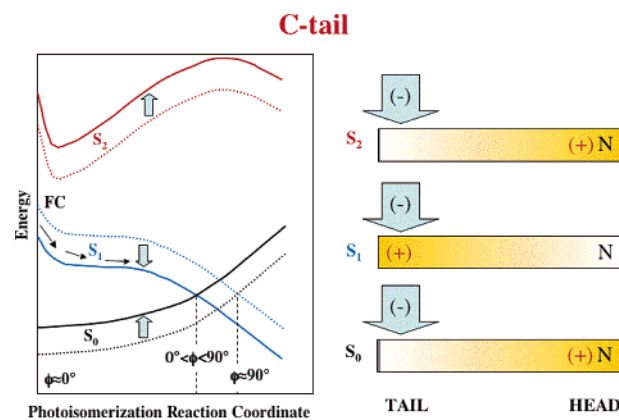 C-tail
Energy
FC
S2
S1
S0
ϕ≈0°
0°<ϕ<90°
ϕ≈90°
Photoisomerization Reaction Coordinate
(-)
S2
(+) N
(-)
S1
(+)
N
(-)
S0
(+) N
TAIL
HEAD